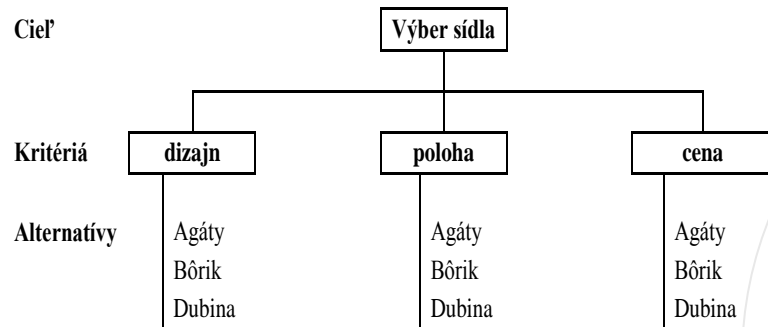 Cieľ Výber sídla
Kritériá dizajn poloha cena
Alternatívy Agáty Agáty Agáty
Bôrik Bôrik Bôrik
Dubina Dubina Dubina